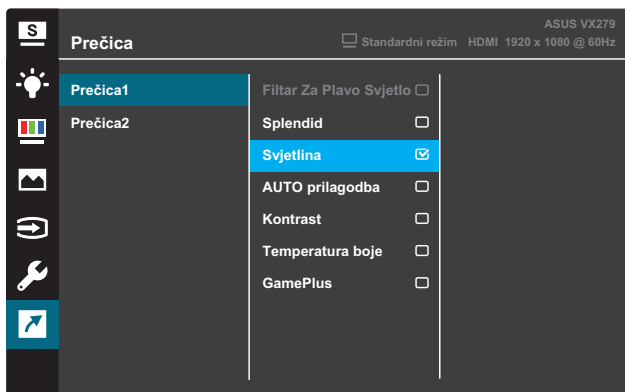 S
ASUS VX279
Prečica
Standardni režim HDMI 1920 x 1080 @ 60Hz
Prečica1
Prečica2
Filtar Za Plavo Svjetlo
Splendid
Svjetlina
AUTO prilagodba
Kontrast
Temperatura boje
GamePlus